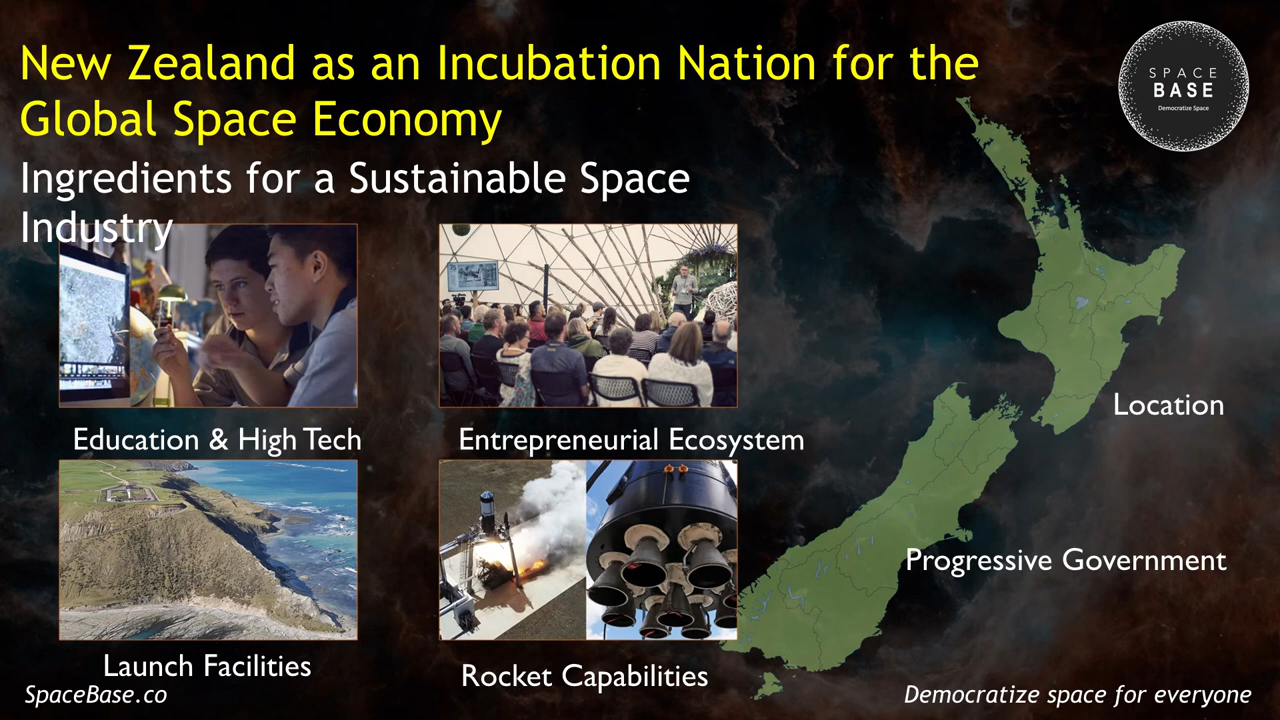 New Zealand as an Incubation Nation for the
Global Space Economy
SPACE
BASE
Democratize Space
Ingredients for a Sustainable Space
Industry
Education & High Tech
Entrepreneurial Ecosystem
Location
Progressive Government
Launch Facilities
Rocket Capabilities
SpaceBase.co
Democratize space for everyone